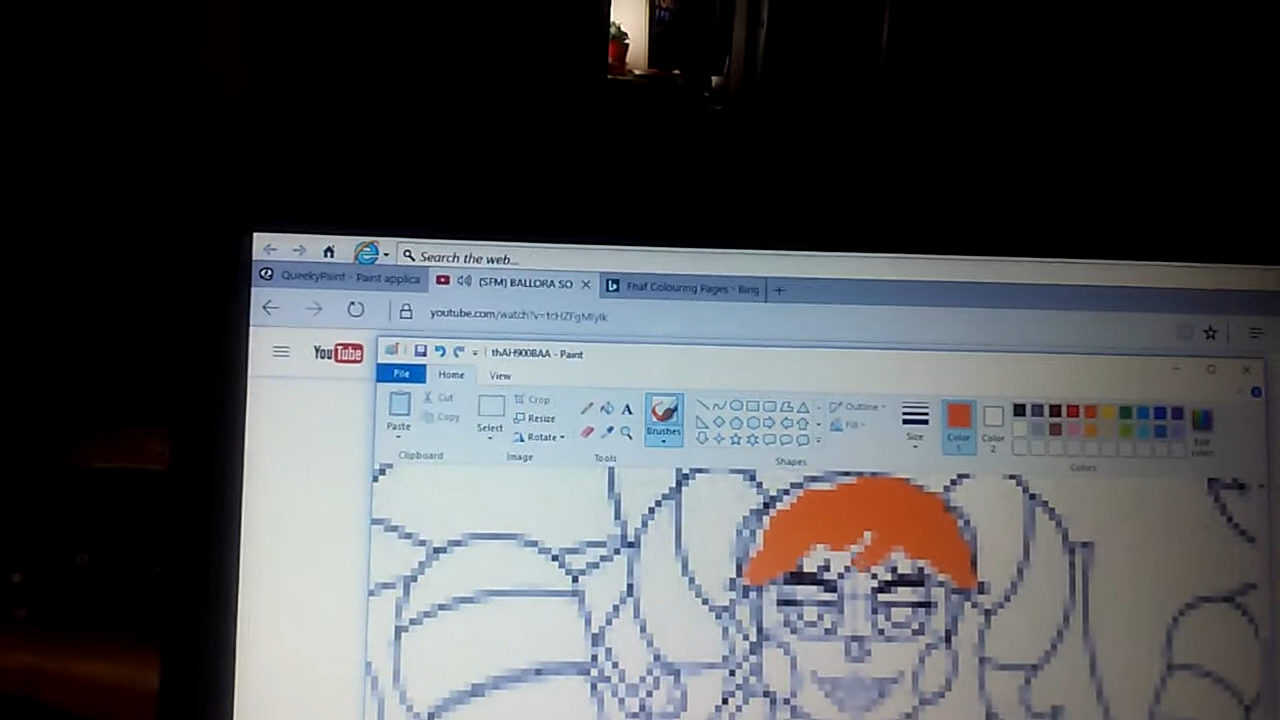 Search the web...
QueekyPaint - Paint applica
(SFM) BALLORA SO
Fnaf Colouring Pages - Bing
youtube.com/watch?v=
YouTube
thAH900BAA - Paint
File Home View
Paste
Cut
Copy
Clipboard
Select
Crop
Resize
Rotate
Image
A
Tools
Brushes
Shapes
Outline
Fill
Size
Color 1
Color 2
Colors
Edit colors